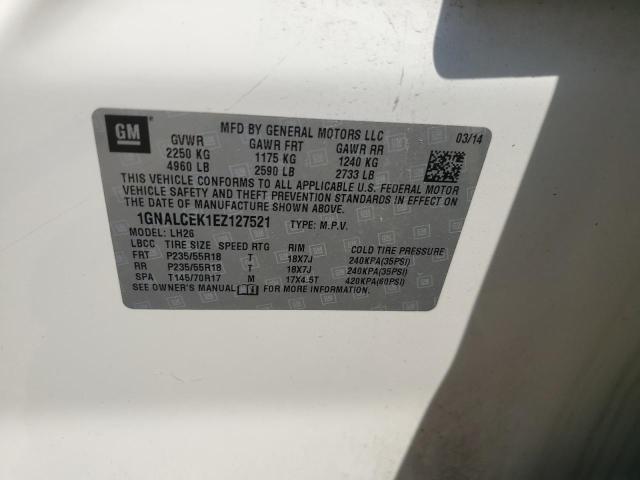 GM
MFD BY GENERAL MOTORS LLC 03/14
GVWR GAWR FRT GAWR RR
2250 KG 1175 KG 1240 KG
4960 LB 2590 LB 2733 LB
THIS VEHICLE CONFORMS TO ALL APPLICABLE U.S. FEDERAL MOTOR
VEHICLE SAFETY AND THEFT PREVENTION STANDARDS IN EFFECT ON
THE DATE OF MANUFACTURE SHOWN ABOVE.
1GNALCEK1EZ127521 TYPE: M.P.V.
MODEL: LH26
LBCC TIRE SIZE SPEED RTG RIM COLD TIRE PRESSURE
FRT P235/55R18 T 18X7J 240KPA(35PSI)
RR P235/55R18 T 18X7J 240KPA(35PSI)
SPA T145/70R17 M 17X4.5T 420KPA(60PSI)
SEE OWNER'S MANUAL FOR MORE INFORMATION.